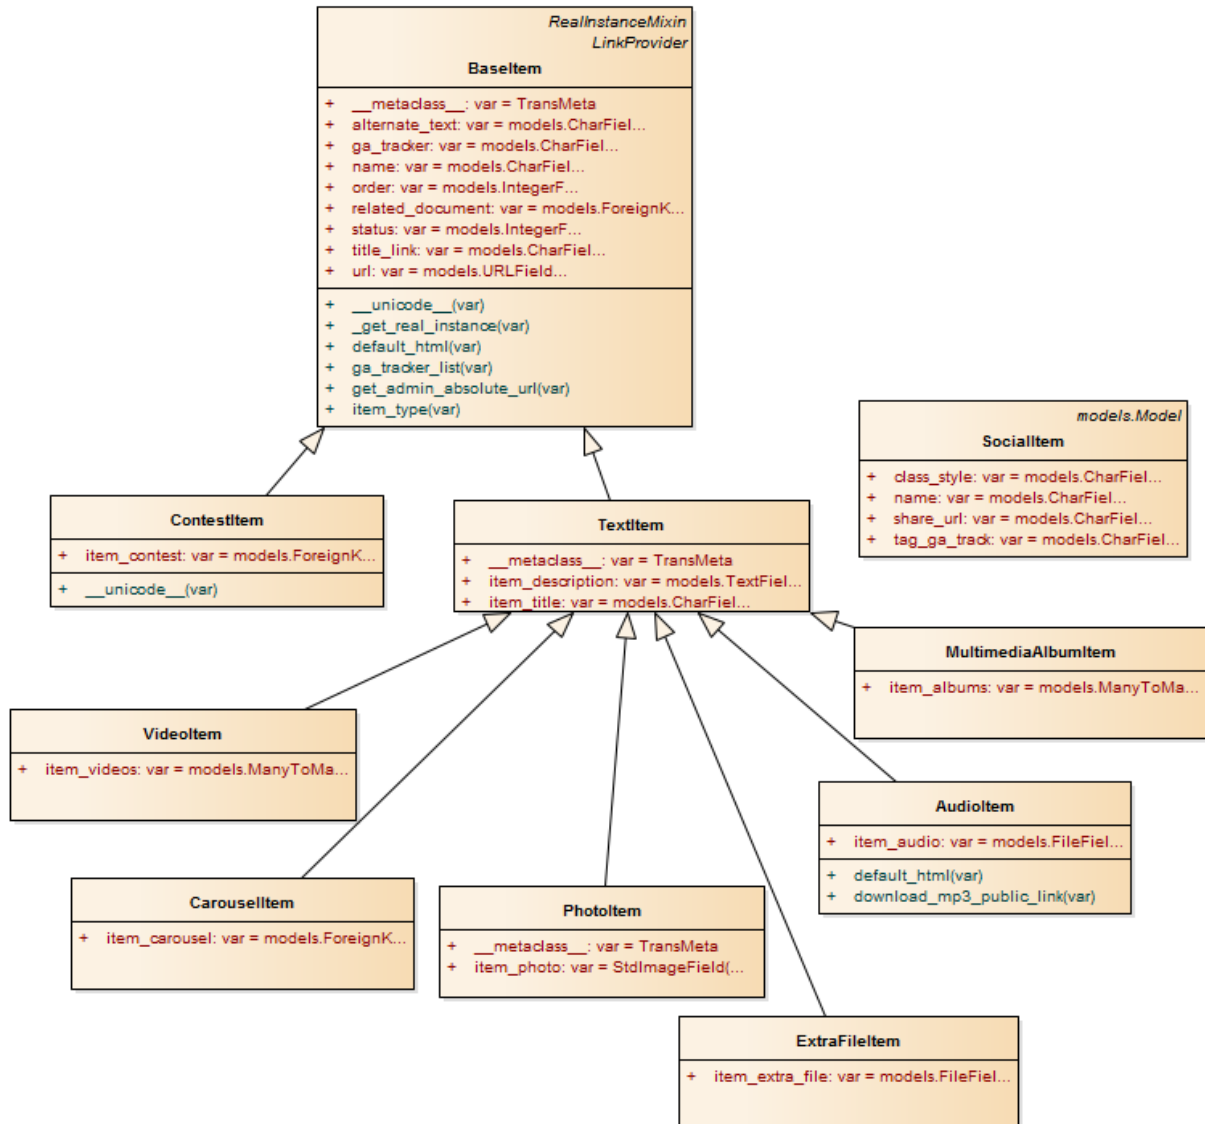 RealInstanceMixin
LinkProvider
BaseItem
+ __metaclass__: var = TransMeta
+ alternate_text: var = models.CharFiel...
+ ga_tracker: var = models.CharFiel...
+ name: var = models.CharFiel...
+ order: var = models.IntegerF...
+ related_document: var = models.ForeignK...
+ status: var = models.IntegerF...
+ title_link: var = models.CharFiel...
+ url: var = models.URLField...
+ __unicode__(var)
+ _get_real_instance(var)
+ default_html(var)
+ ga_tracker_list(var)
+ get_admin_absolute_url(var)
+ item_type(var)
models.Model
SocialItem
+ class_style: var = models.CharFiel...
+ name: var = models.CharFiel...
+ share_url: var = models.CharFiel...
+ tag_ga_track: var = models.CharFiel...
ContestItem
+ item_contest: var = models.ForeignK...
+ __unicode__(var)
TextItem
+ __metaclass__: var = TransMeta
+ item_description: var = models.TextFiel...
+ item_title: var = models.CharFiel...
MultimediaAlbumItem
+ item_albums: var = models.ManyToMa...
VideoItem
+ item_videos: var = models.ManyToMa...
AudioItem
+ item_audio: var = models.FileFiel...
+ default_html(var)
+ download_mp3_public_link(var)
CarouselItem
+ item_carousel: var = models.ForeignK...
PhotoItem
+ __metaclass__: var = TransMeta
+ item_photo: var = StdImageField(...
ExtraFileItem
+ item_extra_file: var = models.FileFiel...